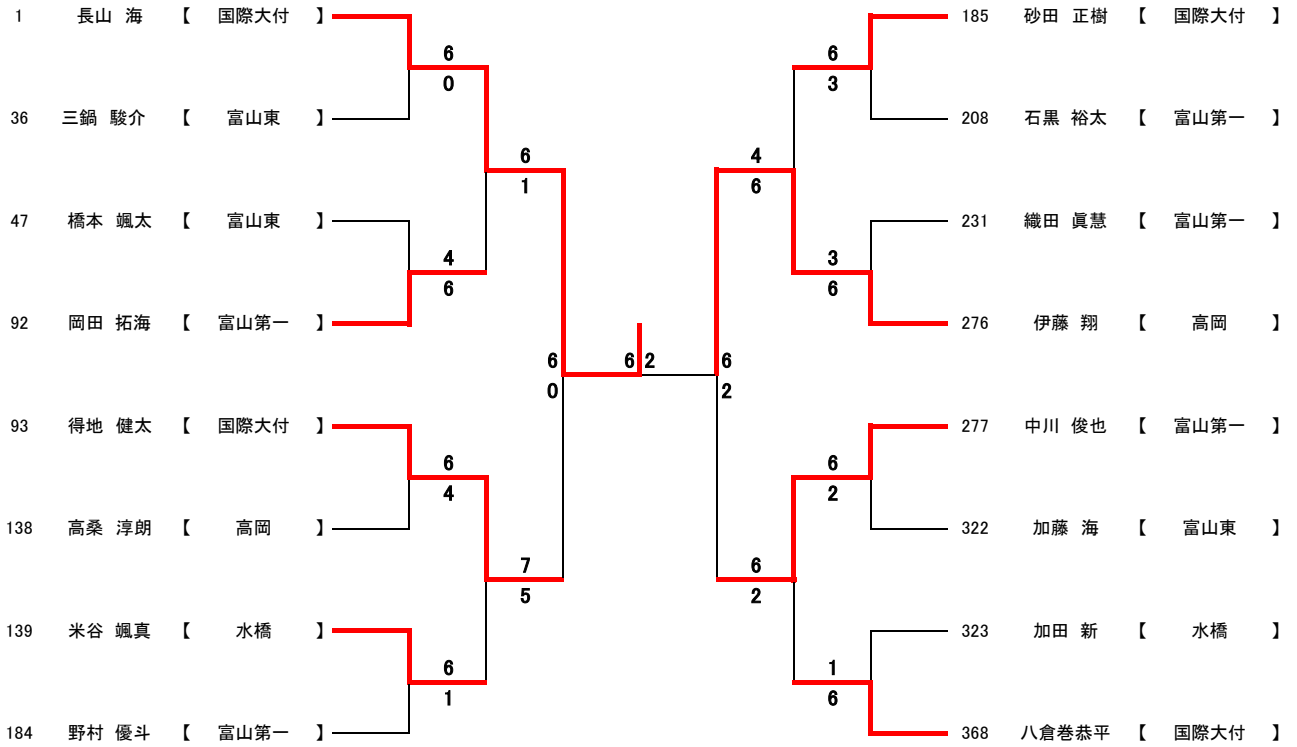 1 長山 海 【 国際大付 】
185 砂田 正樹 【 国際大付 】
6 6
0 3
36 三鍋 駿介 【 富山東 】
208 石黒 裕太 【 富山第一 】
6 4
1 6
47 橋本 颯太 【 富山東 】
231 織田 眞慧 【 富山第一 】
4 3
6 6
92 岡田 拓海 【 富山第一 】
276 伊藤 翔 【 高岡 】
6 6 2 6
0 2
93 得地 健太 【 国際大付 】
277 中川 俊也 【 富山第一 】
6 6
4 2
138 高桑 淳朗 【 高岡 】
322 加藤 海 【 富山東 】
7 6
5 2
139 米谷 颯真 【 水橋 】
323 加田 新 【 水橋 】
6 1
1 6
184 野村 優斗 【 富山第一 】
368 八倉巻恭平 【 国際大付 】